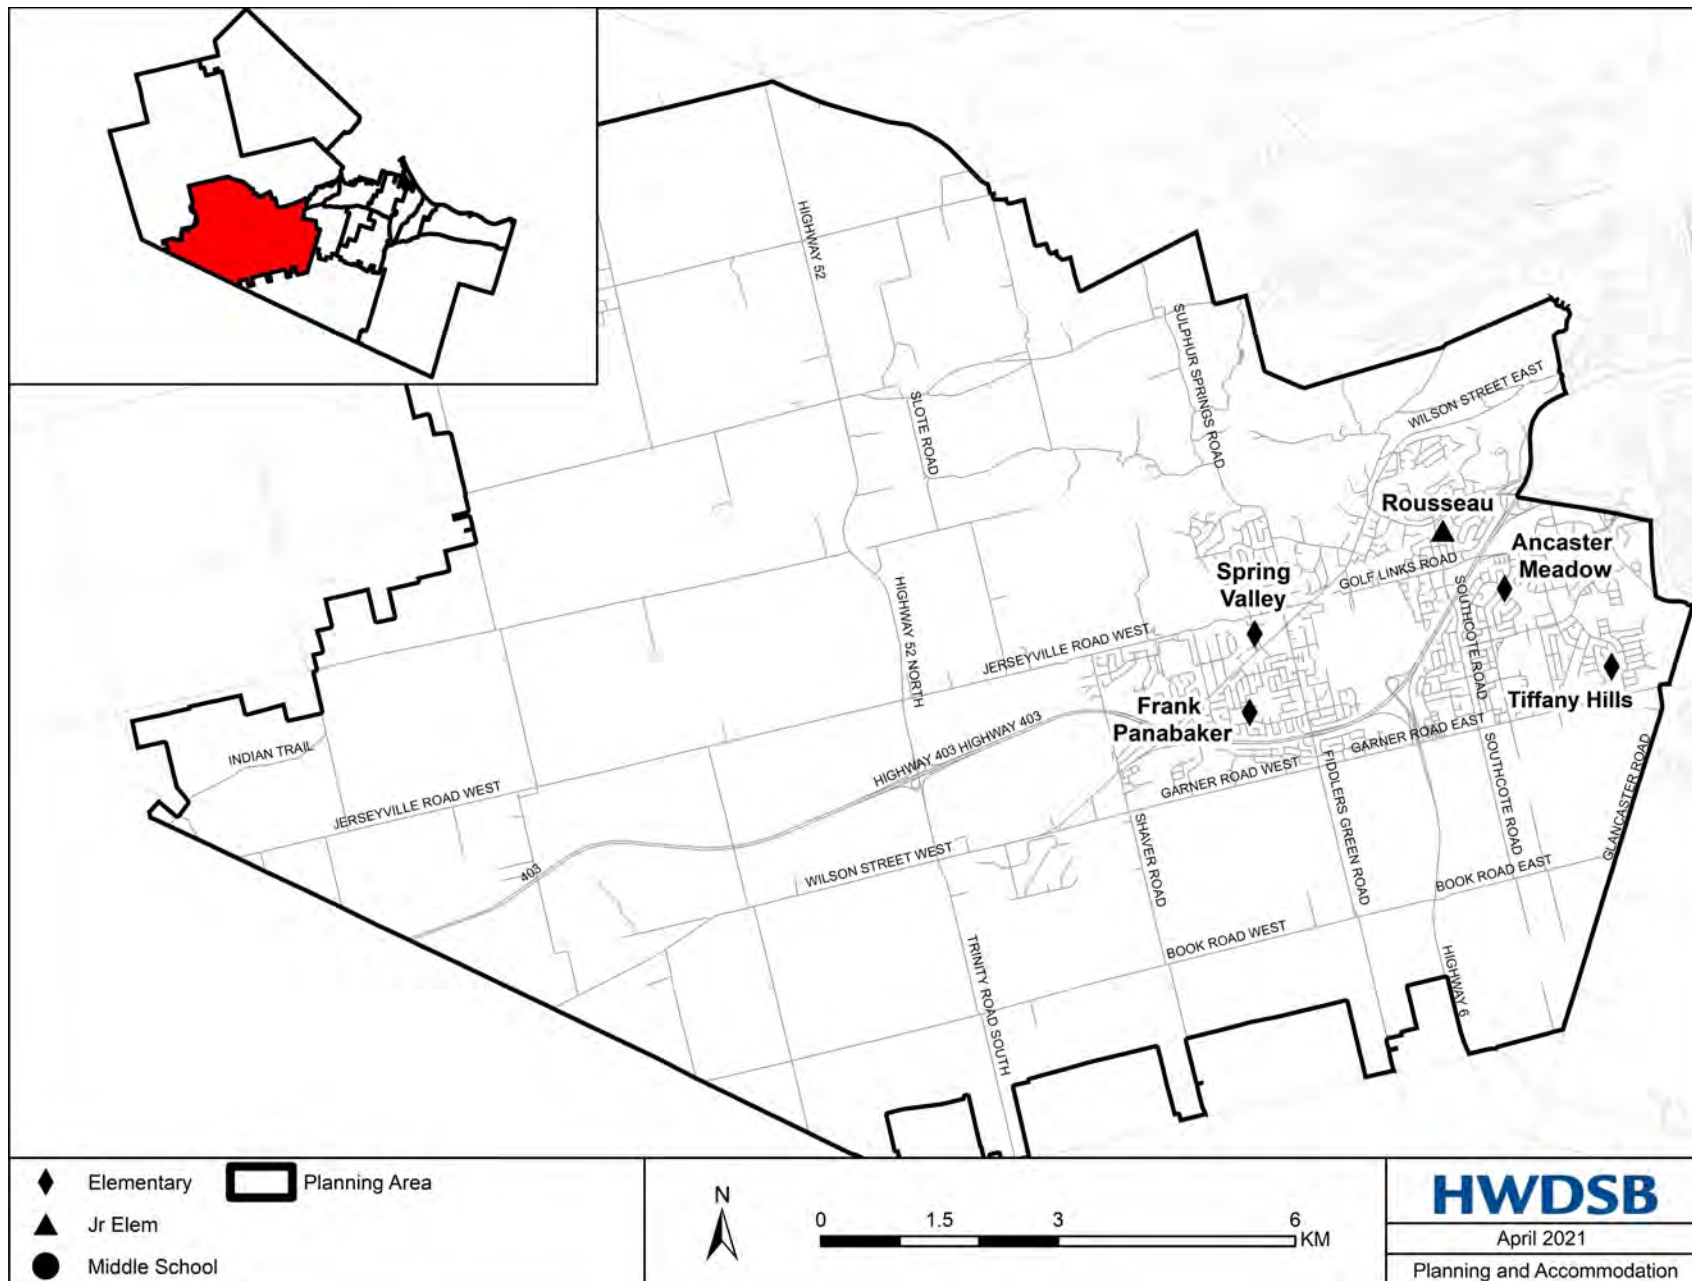 HIGHWAY 52
SULPHUR SPRINGS ROAD
WILSON STREET EAST
SLOTE ROAD
Rousseau
Ancaster
Meadow
GOLF LINKS ROAD
Spring
Valley
SOUTHCOTE ROAD
HIGHWAY 52 NORTH
JERSEYVILLE ROAD WEST
Tiffany Hills
Frank
Panabaker
INDIAN TRAIL
HIGHWAY 403
HIGHWAY 403
GARNER ROAD EAST
GARNER ROAD WEST
FIDDLERS GREEN ROAD
SOUTHCOTE ROAD
GLANCASTER ROAD
JERSEYVILLE ROAD WEST
SHAVER ROAD
403
WILSON STREET WEST
BOOK ROAD EAST
BOOK ROAD WEST
TRINITY ROAD SOUTH
HIGHWAY 6
Elementary
Planning Area
Jr Elem
Middle School
N
0 1.5 3 6
KM
HWDSB
April 2021
Planning and Accommodation